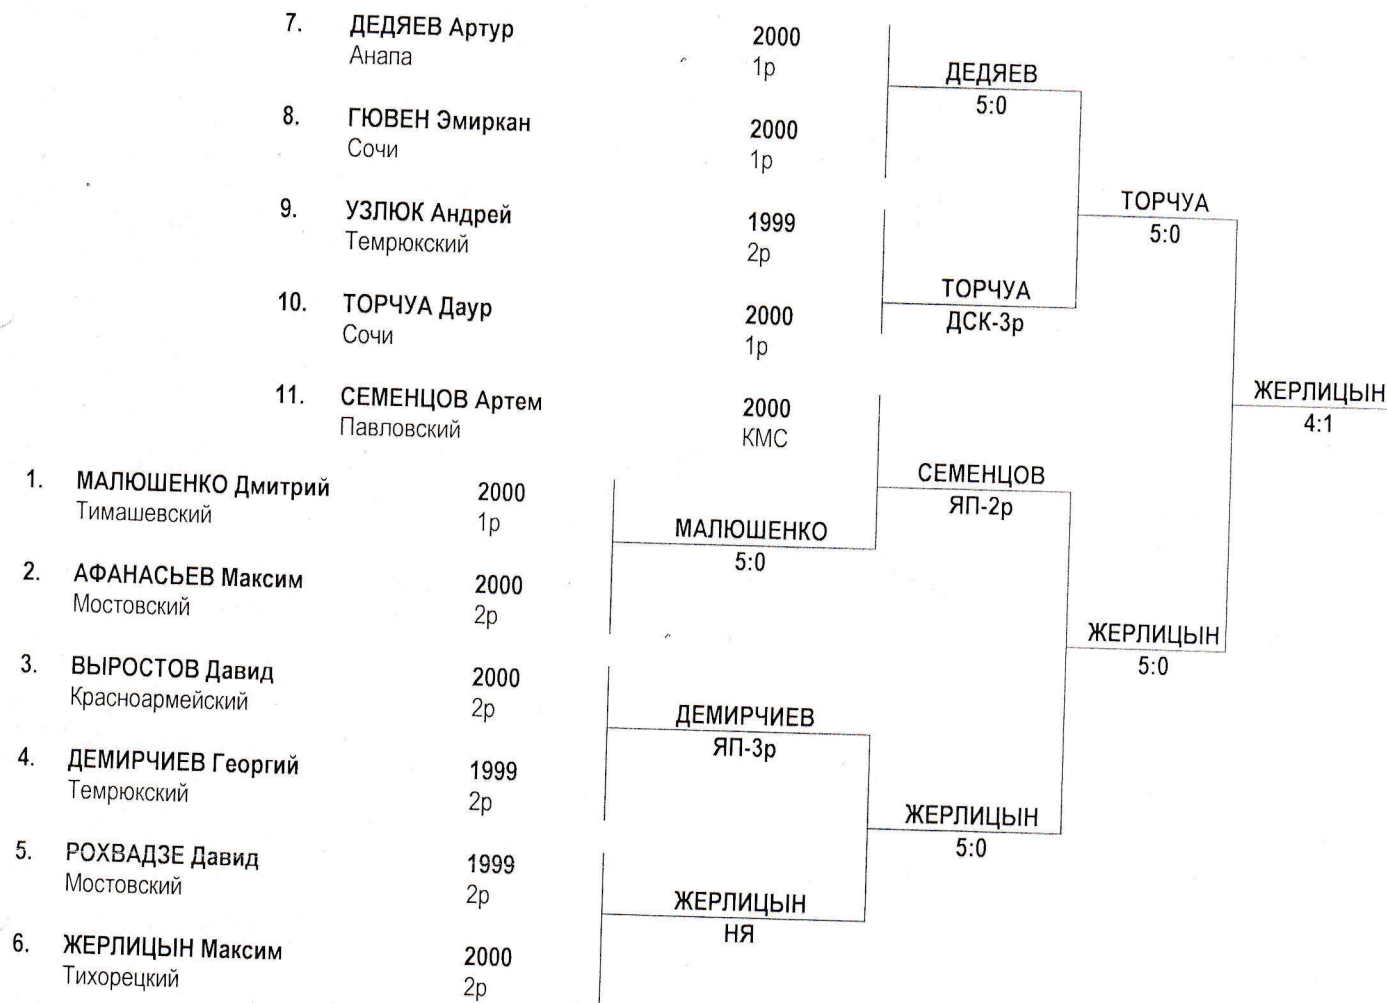 7. ДЕДЯЕВ Артур 2000
Анапа 1р
ДЕДЯЕВ
5:0
8. ГЮВЕН Эмиркан 2000
Сочи 1р
ТОРЧУА
5:0
9. УЗЛЮК Андрей 1999
Темрюкский 2р
ТОРЧУА
ДСК-3р
10. ТОРЧУА Даур 2000
Сочи 1р
ЖЕРЛИЦЫН
4:1
11. СЕМЕНЦОВ Артем 2000
Павловский КМС
СЕМЕНЦОВ
ЯП-2р
1. МАЛЮШЕНКО Дмитрий 2000
Тимашевский 1р
МАЛЮШЕНКО
5:0
2. АФАНАСЬЕВ Максим 2000
Мостовский 2р
ЖЕРЛИЦЫН
5:0
3. ВЫРОСТОВ Давид 2000
Красноармейский 2р
ДЕМИРЧИЕВ
ЯП-3р
4. ДЕМИРЧИЕВ Георгий 1999
Темрюкский 2р
ЖЕРЛИЦЫН
5:0
5. РОХВАДЗЕ Давид 1999
Мостовский 2р
ЖЕРЛИЦЫН
НЯ
6. ЖЕРЛИЦЫН Максим 2000
Тихорецкий 2р